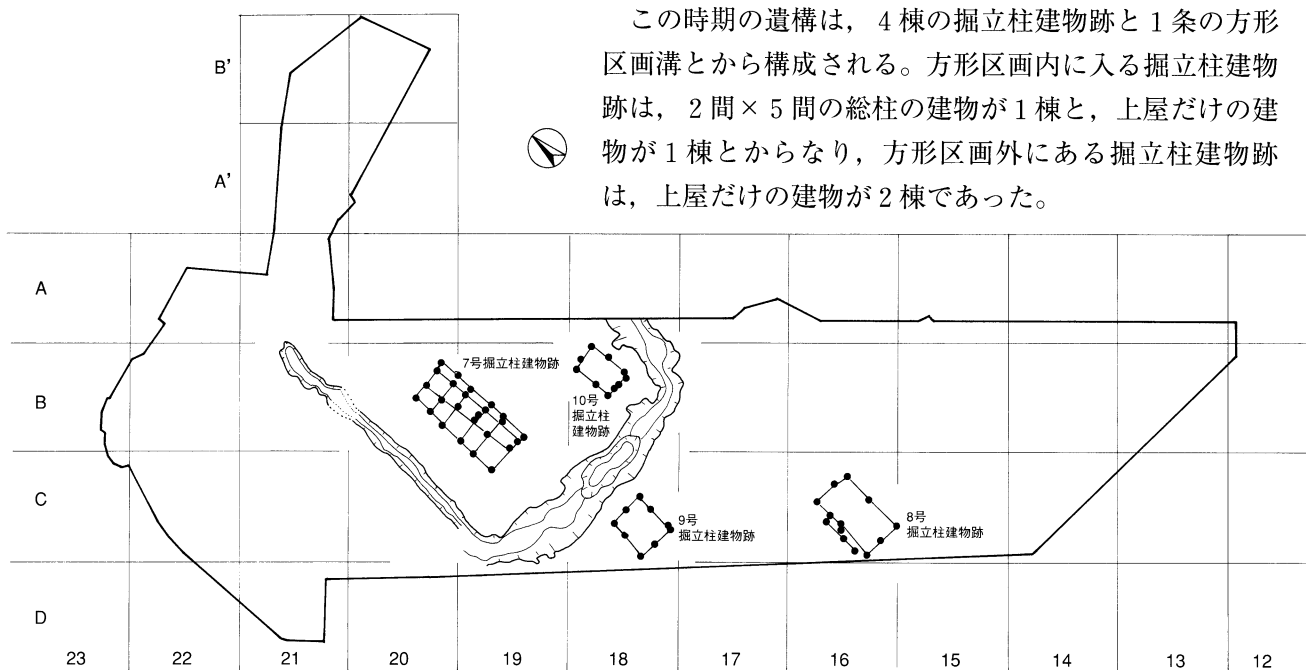 この時期の遺構は，４棟の掘立柱建物跡と１条の方形
区画溝とから構成される。方形区画内に入る掘立柱建物
跡は，２間×５間の総柱の建物が１棟と，上屋だけの建
物が１棟とからなり，方形区画外にある掘立柱建物跡
は，上屋だけの建物が２棟であった。
B'
A'
A
B
C
D
7号掘立柱建物跡
10号
掘立柱
建物跡
9号
掘立柱建物跡
8号
掘立柱建物跡
23 22 21 20 19 18 17 16 15 14 13 12